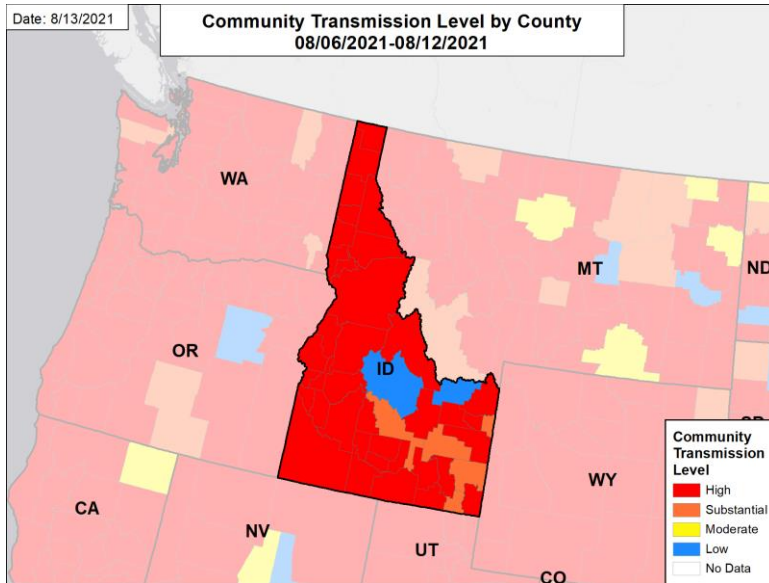 Date: 8/13/2021
Community Transmission Level by County
08/06/2021-08/12/2021
WA
MT
ND
OR
ID
SD
WY
CA
NV
UT
CO
Community
Transmission
Level
High
Substantial
Moderate
Low
No Data